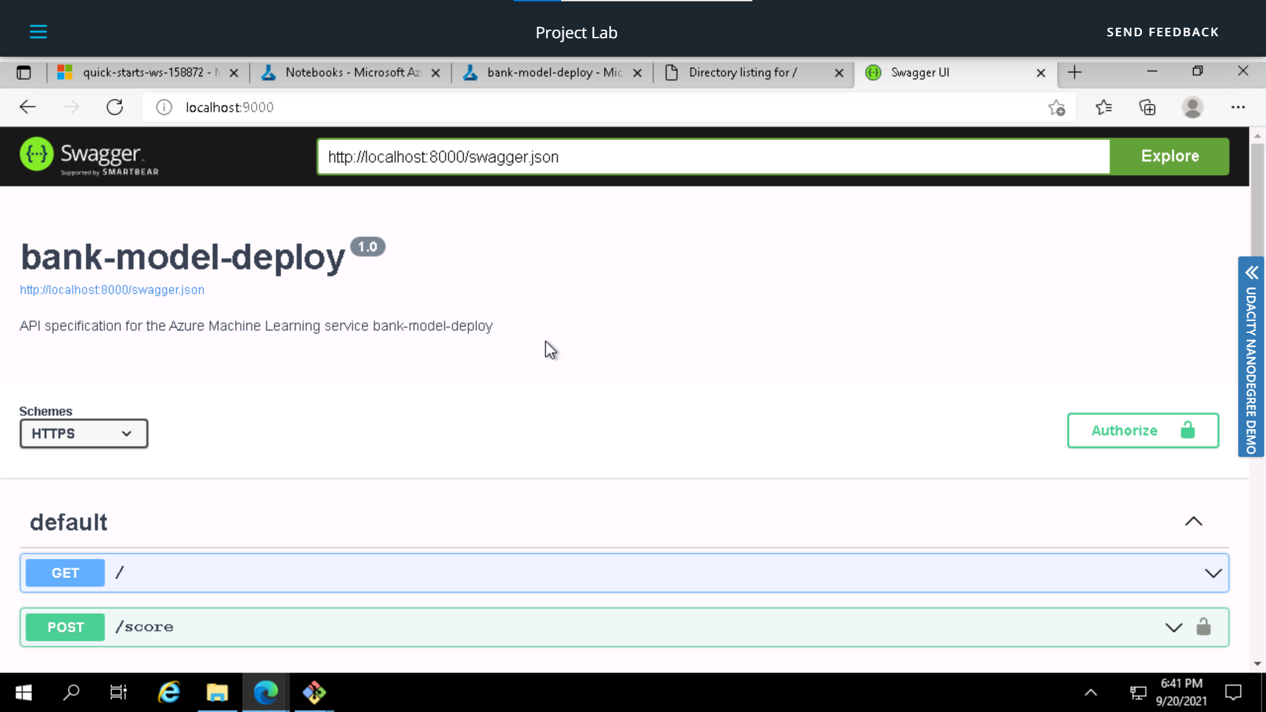 Project Lab
SEND FEEDBACK
quick-starts-ws-158872 - M
Notebooks - Microsoft Az
bank-model-deploy - Mic
Directory listing for /
Swagger UI
localhost:9000
Swagger
Supported by SMARTBEAR
http://localhost:8000/swagger.json
Explore
bank-model-deploy 1.0
http://localhost:8000/swagger.json
API specification for the Azure Machine Learning service bank-model-deploy
UDACITY NANODEGREE DEMO
Schemes
HTTPS
Authorize
default
GET /
POST /score
6:41 PM
9/20/2021